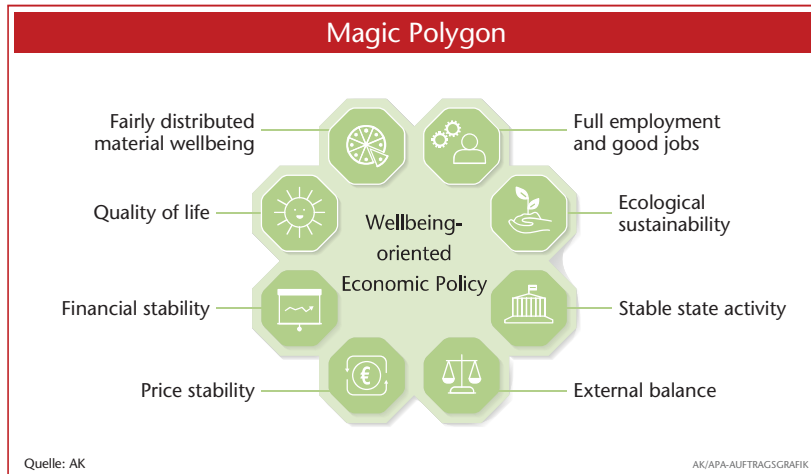 Magic Polygon
Fairly distributed
material wellbeing
Full employment
and good jobs
Quality of life
Ecological
sustainability
Wellbeing-
oriented
Economic Policy
Financial stability
Stable state activity
Price stability
€
External balance
Quelle: AK
AK/APA-AUFTRAGSGRAFIK